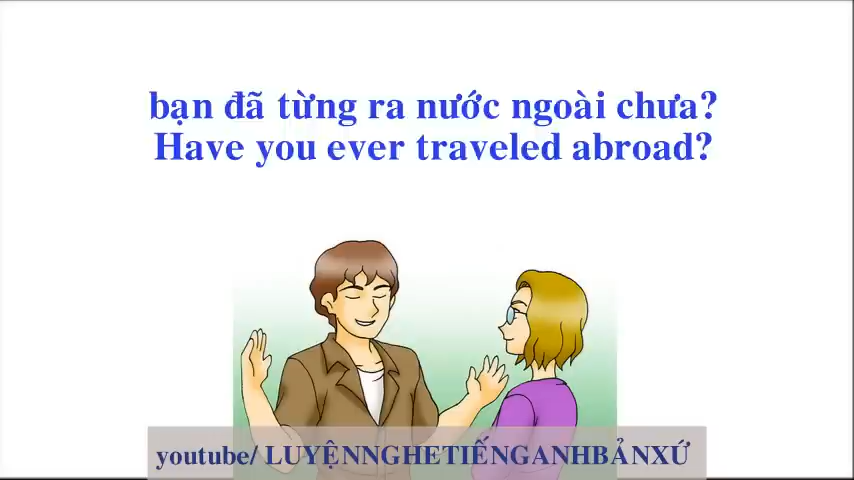 bạn đã từng ra nước ngoài chưa?
Have you ever traveled abroad?
youtube/ LUYỆNNGHETIẾNGANHBẢNXỨ